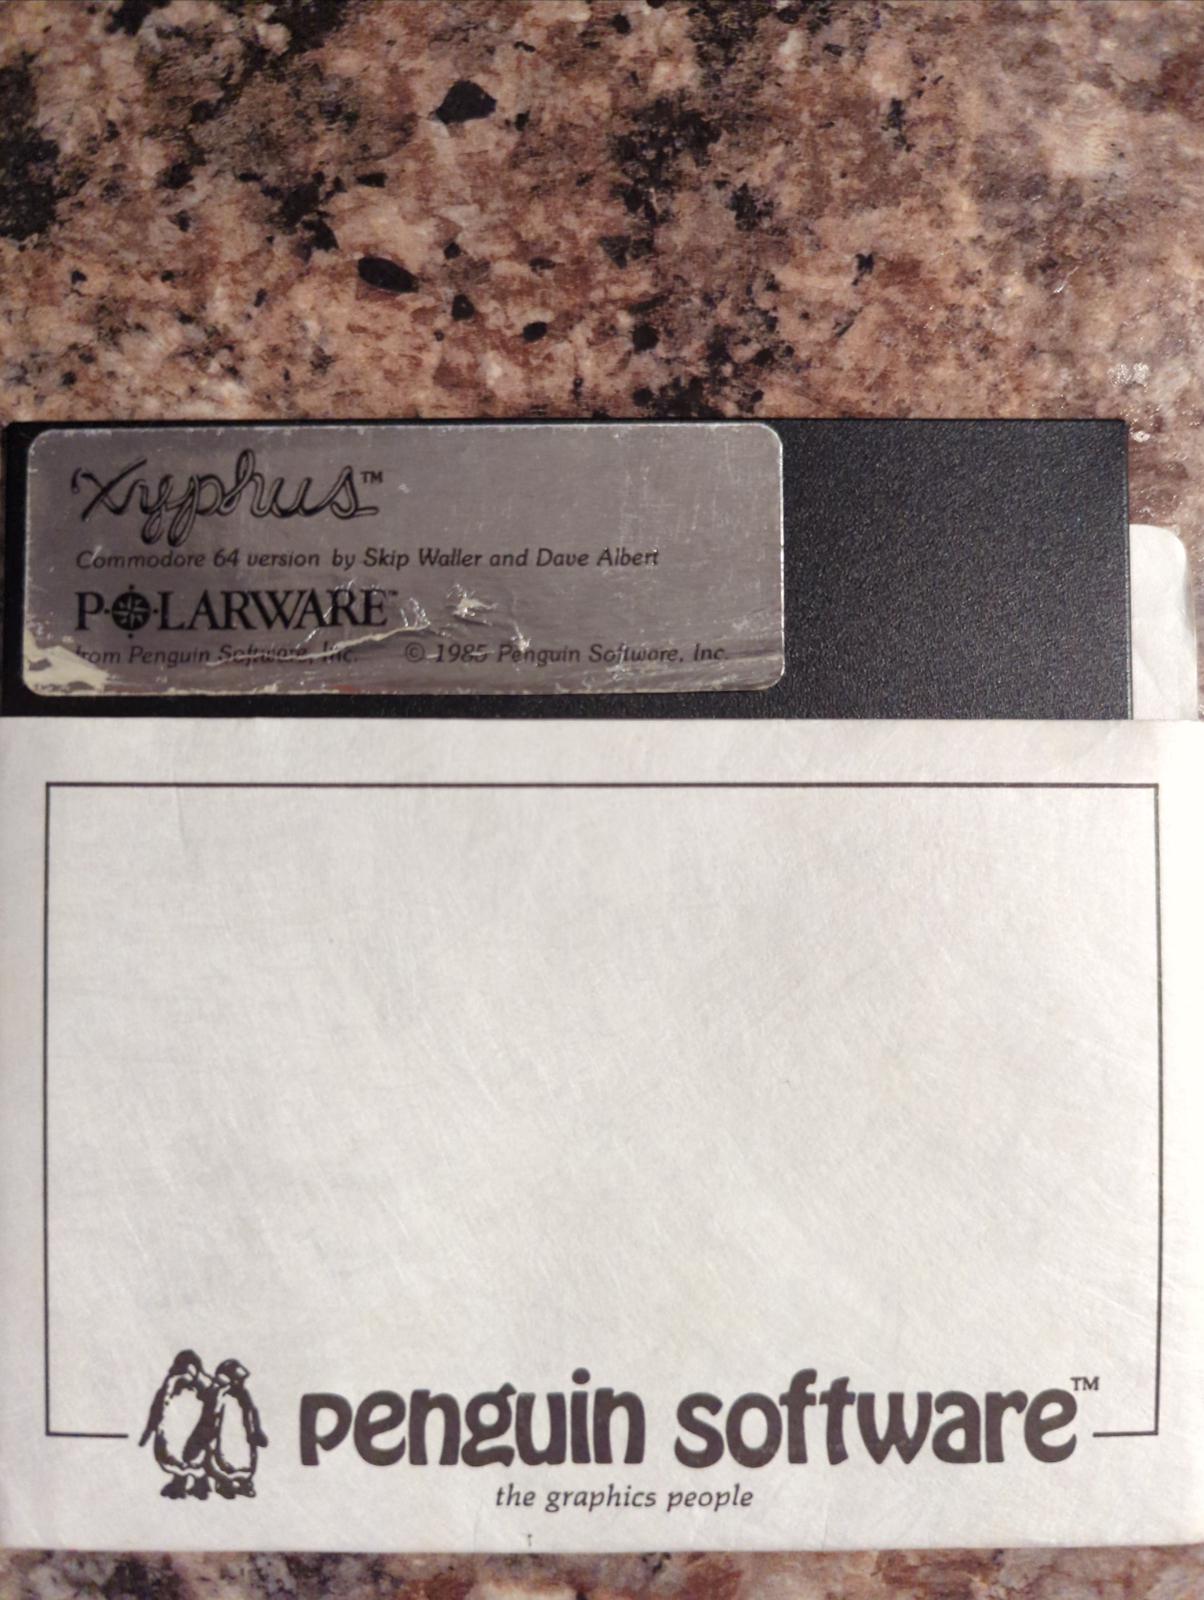 'Xyphus™
Commodore 64 version by Skip Waller and Dave Albert
POLARWARE™
from Penguin Software, Inc. © 1985 Penguin Software, Inc.
penguin software™
the graphics people